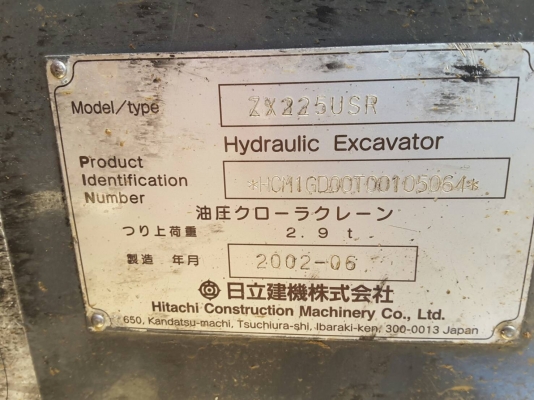 Model/type ZX225USR
Hydraulic Excavator
Product
Identification *HCM1GD00T00105064*
Number
油圧クローラクレーン
つり上荷重 2.9 t
製造 年月 2002-06
日立建機株式会社
Hitachi Construction Machinery Co., Ltd.
650, Kandatsu-machi, Tsuchiura-shi, Ibaraki-ken, 300-0013 Japan